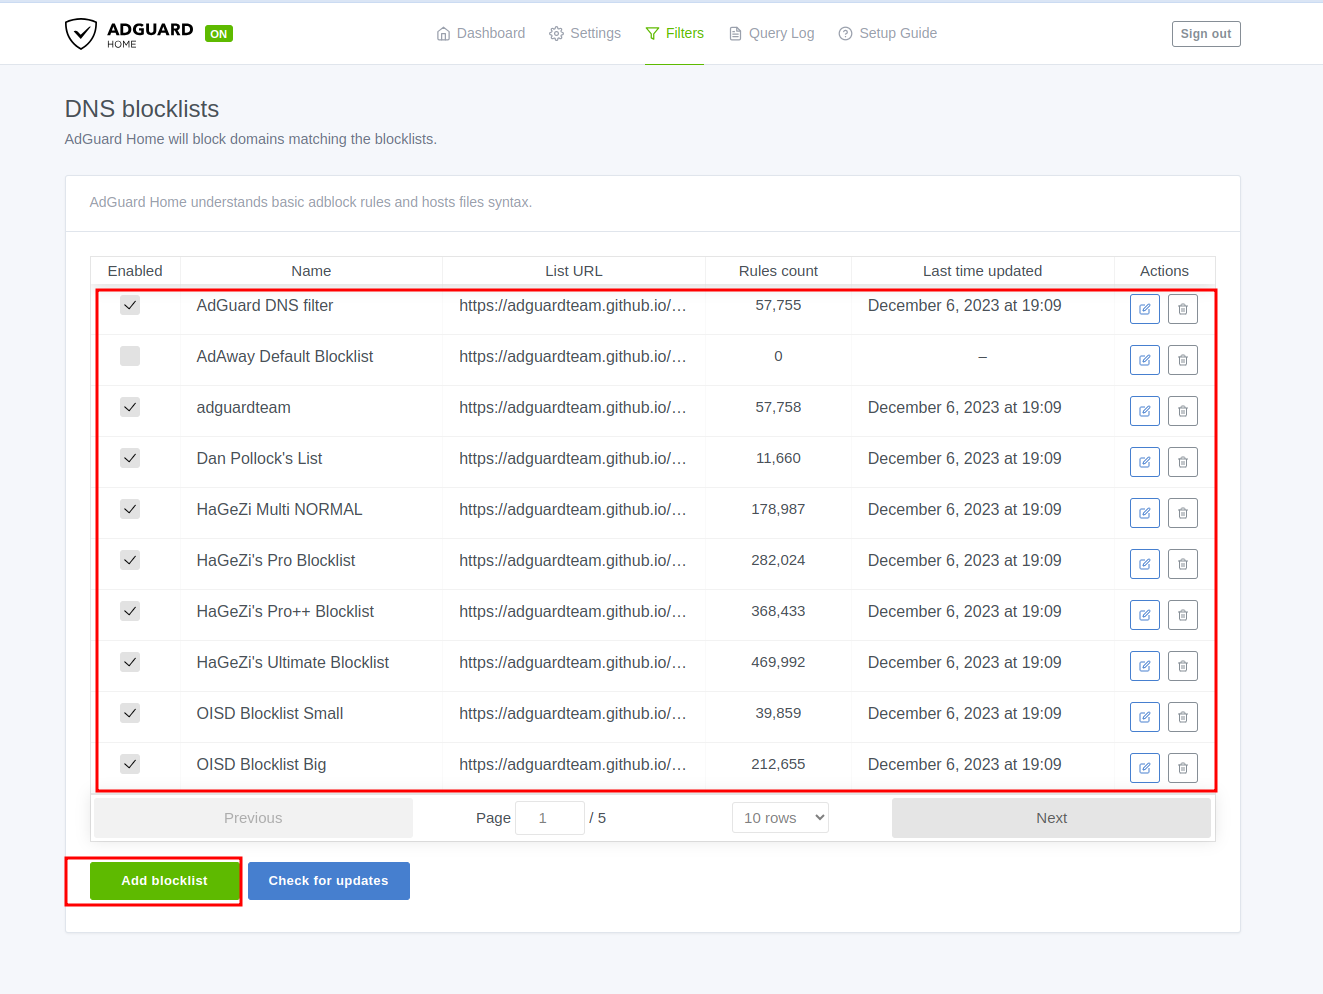 ADGUARD
HOME
ON
Dashboard Settings Filters Query Log Setup Guide Sign out
DNS blocklists
AdGuard Home will block domains matching the blocklists.
AdGuard Home understands basic adblock rules and hosts files syntax.
Enabled Name List URL Rules count Last time updated Actions
AdGuard DNS filter https://adguardteam.github.io/… 57,755 December 6, 2023 at 19:09
AdAway Default Blocklist https://adguardteam.github.io/… 0 –
adguardteam https://adguardteam.github.io/… 57,758 December 6, 2023 at 19:09
Dan Pollock's List https://adguardteam.github.io/… 11,660 December 6, 2023 at 19:09
HaGeZi Multi NORMAL https://adguardteam.github.io/… 178,987 December 6, 2023 at 19:09
HaGeZi's Pro Blocklist https://adguardteam.github.io/… 282,024 December 6, 2023 at 19:09
HaGeZi's Pro++ Blocklist https://adguardteam.github.io/… 368,433 December 6, 2023 at 19:09
HaGeZi's Ultimate Blocklist https://adguardteam.github.io/… 469,992 December 6, 2023 at 19:09
OISD Blocklist Small https://adguardteam.github.io/… 39,859 December 6, 2023 at 19:09
OISD Blocklist Big https://adguardteam.github.io/… 212,655 December 6, 2023 at 19:09
Previous Page 1 / 5 10 rows Next
Add blocklist Check for updates